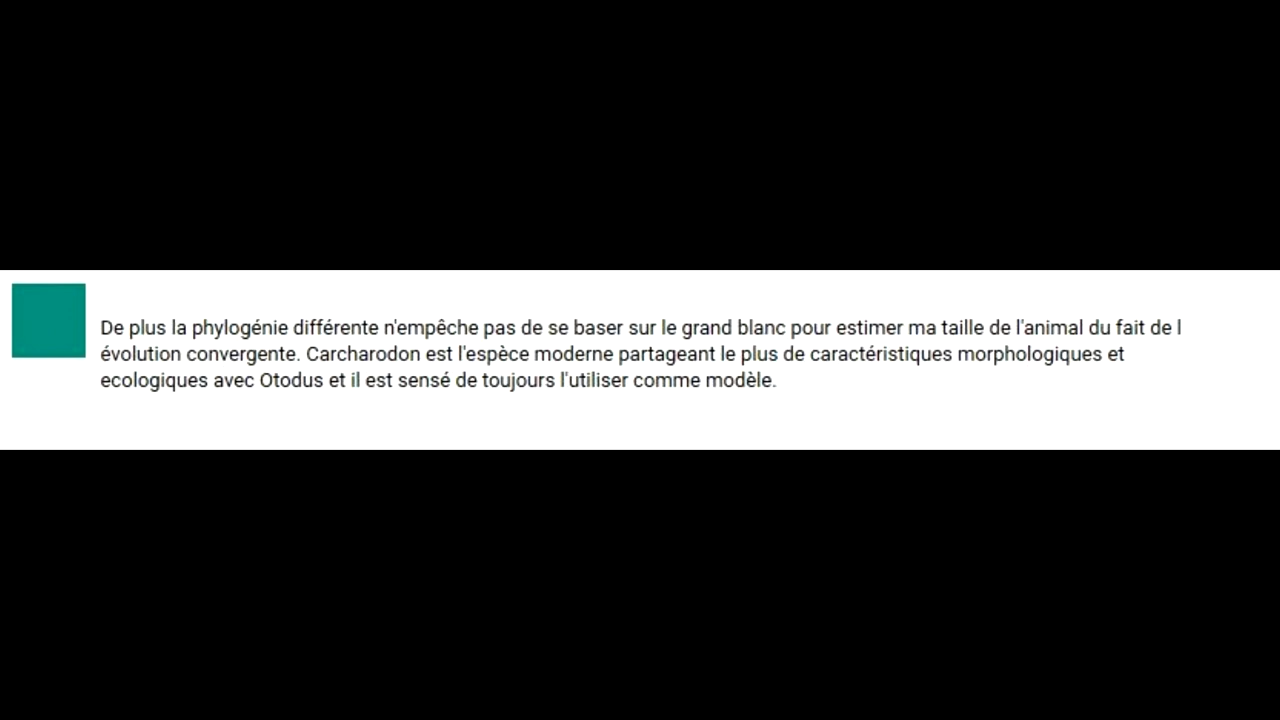 De plus la phylogénie différente n'empêche pas de se baser sur le grand blanc pour estimer ma taille de l'animal du fait de l
évolution convergente. Carcharodon est l'espèce moderne partageant le plus de caractéristiques morphologiques et
ecologiques avec Otodus et il est sensé de toujours l'utiliser comme modèle.